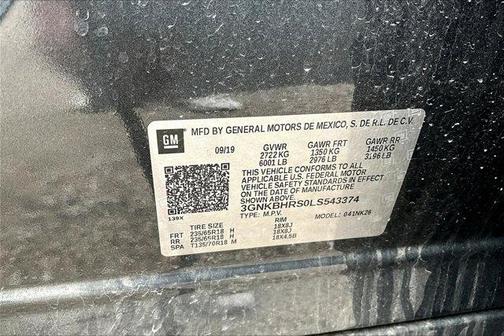 GM
MFD BY GENERAL MOTORS DE MEXICO, S. DE R.L. DE C.V.
09/19 GVWR GAWR FRT GAWR RR
2722 KG 1350 KG 1450 KG
6001 LB 2976 LB 3196 LB
THIS VEHICLE CONFORMS TO ALL
APPLICABLE U.S. FEDERAL MOTOR
VEHICLE SAFETY STANDARDS IN EFFECT
ON THE DATE OF MANUFACTURE
SHOWN ABOVE.
3GNKBHRS0LS543374
139X TYPE: M.P.V. MODEL: 041NK26
TIRE SIZE RIM
FRT 235/65R18 H 18X8J
RR 235/65R18 H 18X8J
SPA T135/70R18 M 18X4.5B